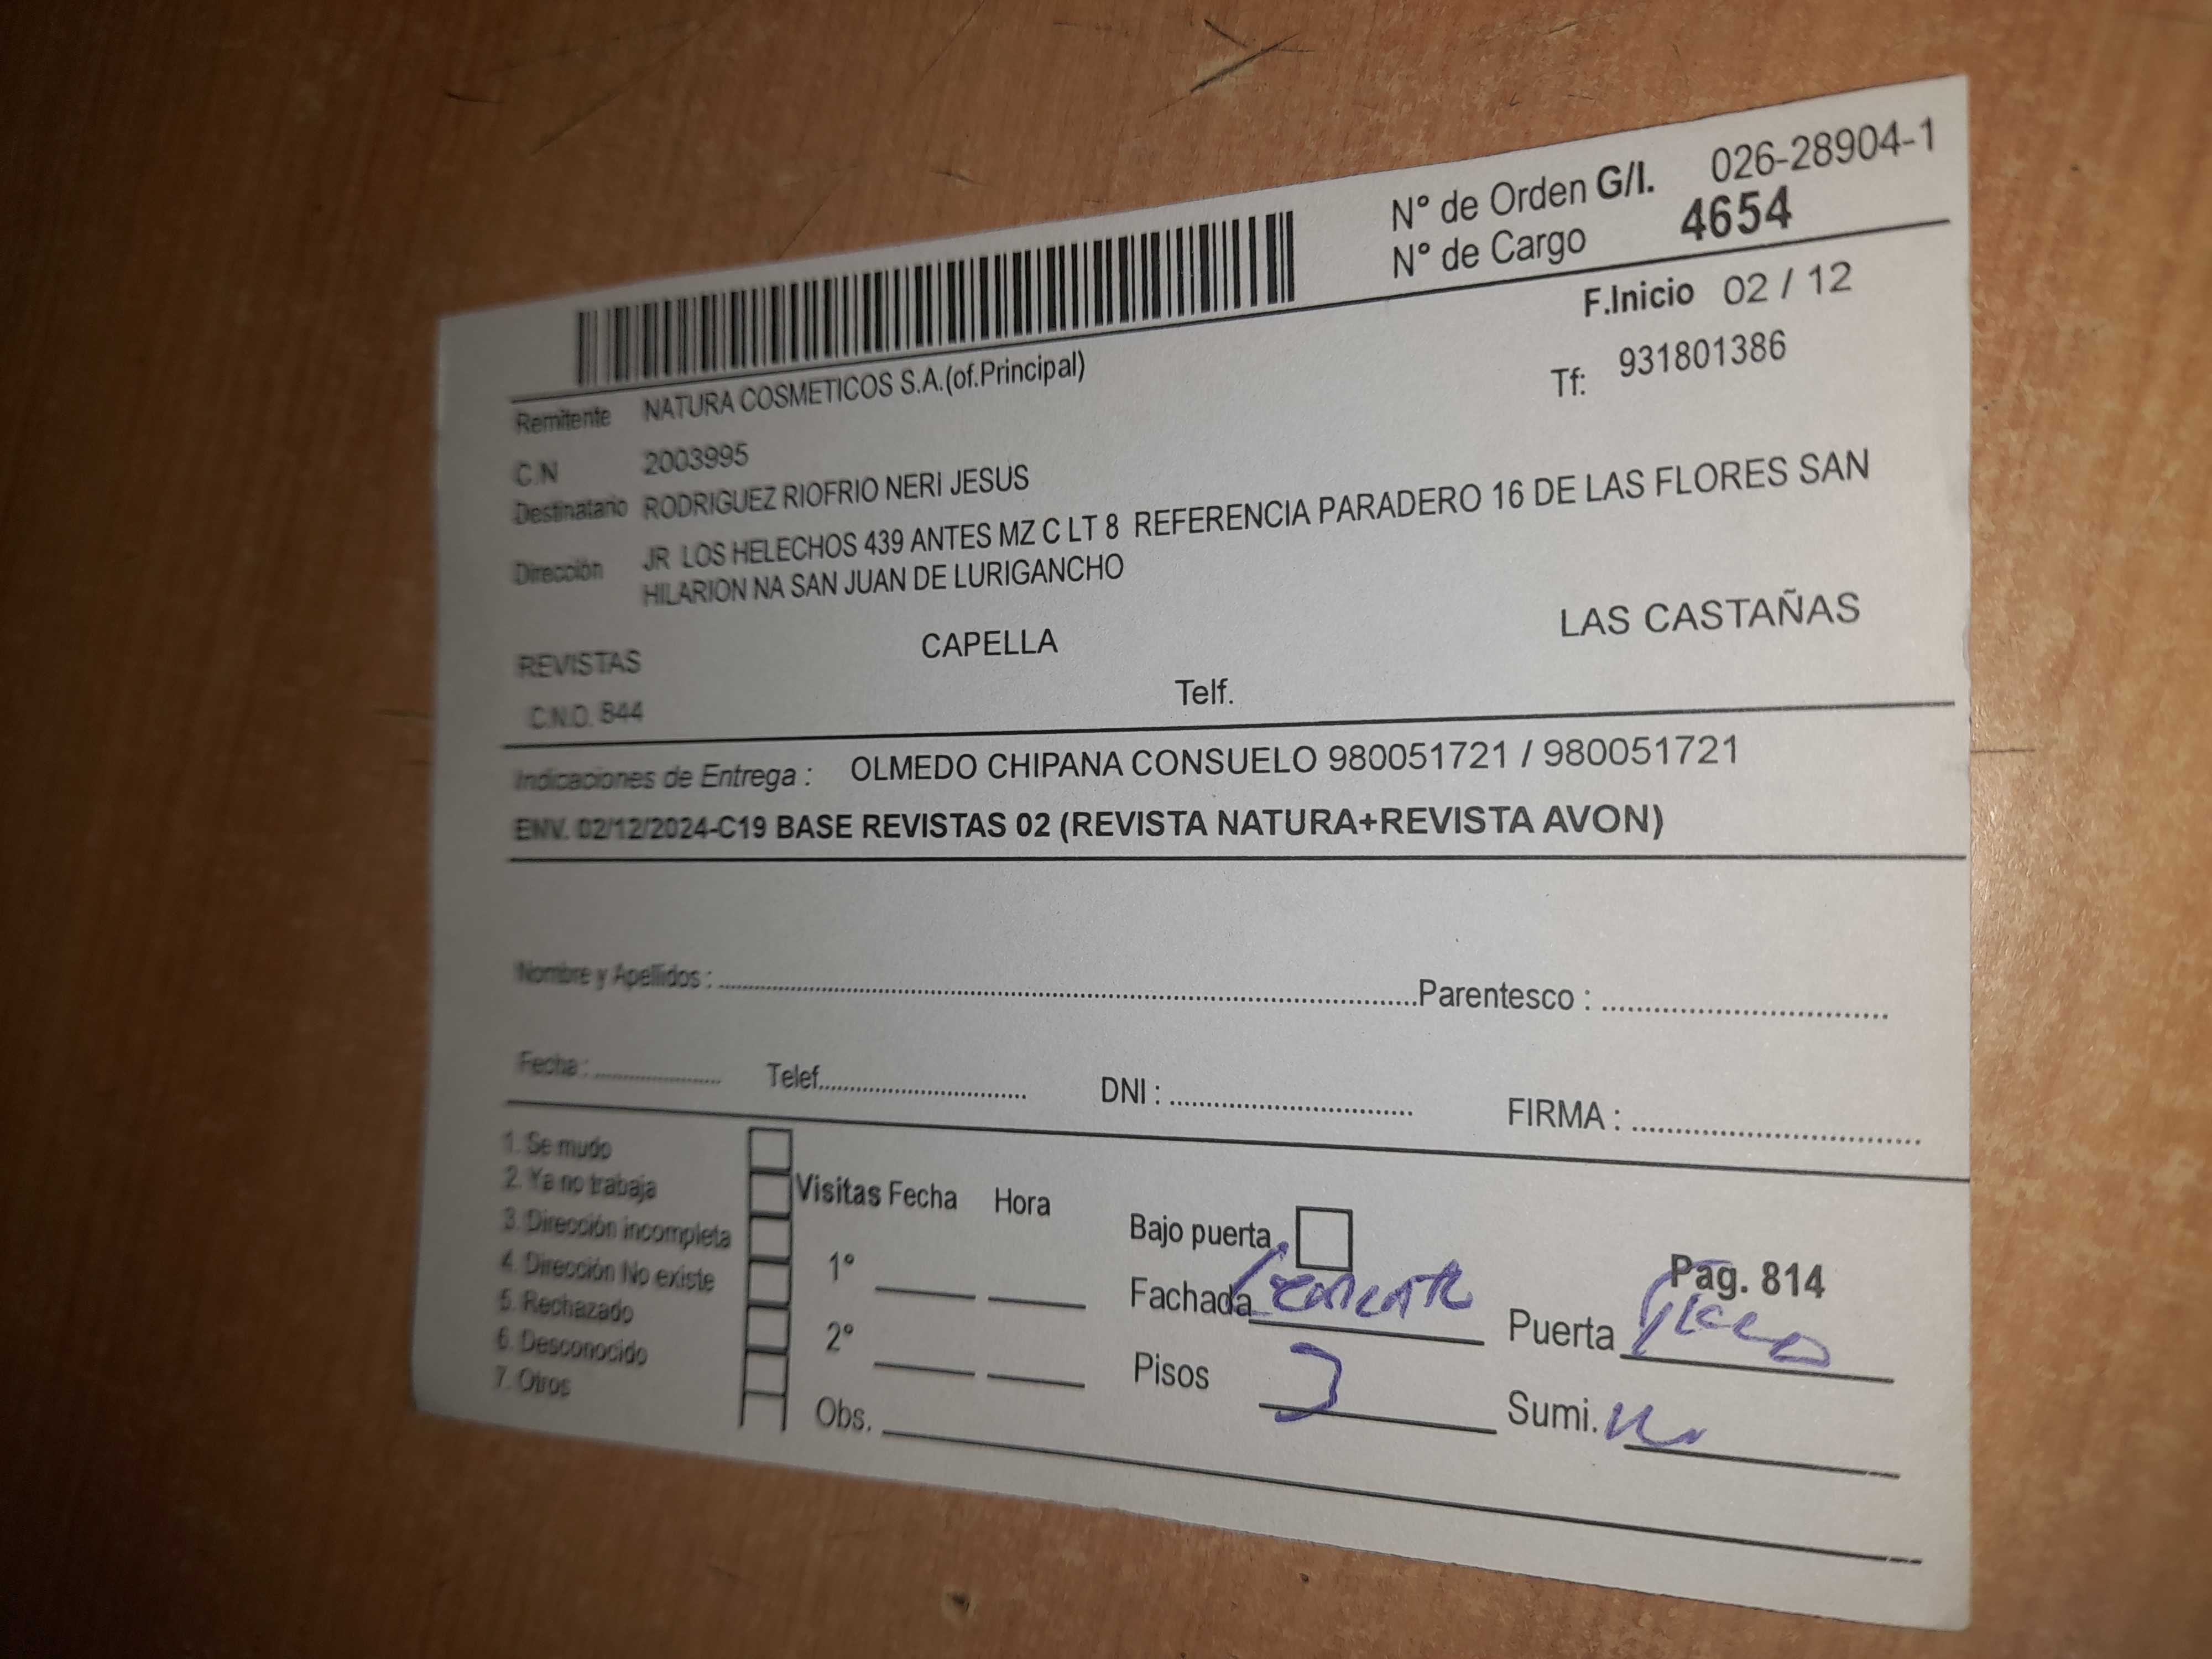 N° de Orden G/I. 026-28904-1
N° de Cargo 4654
F.Inicio 02 / 12
Remitente NATURA COSMETICOS S.A.(of.Principal)
Tf: 931801386
C.N 2003995
Destinatario RODRIGUEZ RIOFRIO NERI JESUS
Dirección JR LOS HELECHOS 439 ANTES MZ C LT 8 REFERENCIA PARADERO 16 DE LAS FLORES SAN
HILARION NA SAN JUAN DE LURIGANCHO
REVISTAS CAPELLA LAS CASTAÑAS
C.N.O. 844 Telf.
Indicaciones de Entrega : OLMEDO CHIPANA CONSUELO 980051721 / 980051721
ENV. 02/12/2024-C19 BASE REVISTAS 02 (REVISTA NATURA+REVISTA AVON)
Nombre y Apellidos : Parentesco :
Fecha : Telef. DNI : FIRMA :
1. Se mudo
2. Ya no trabaja
3. Dirección incompleta
4. Dirección No existe
5. Rechazado
6. Desconocido
7. Otros
Visitas Fecha Hora
1°
2°
Obs.
Bajo puerta
Pag. 814
Fachada Puerta
Pisos 3 Sumi.